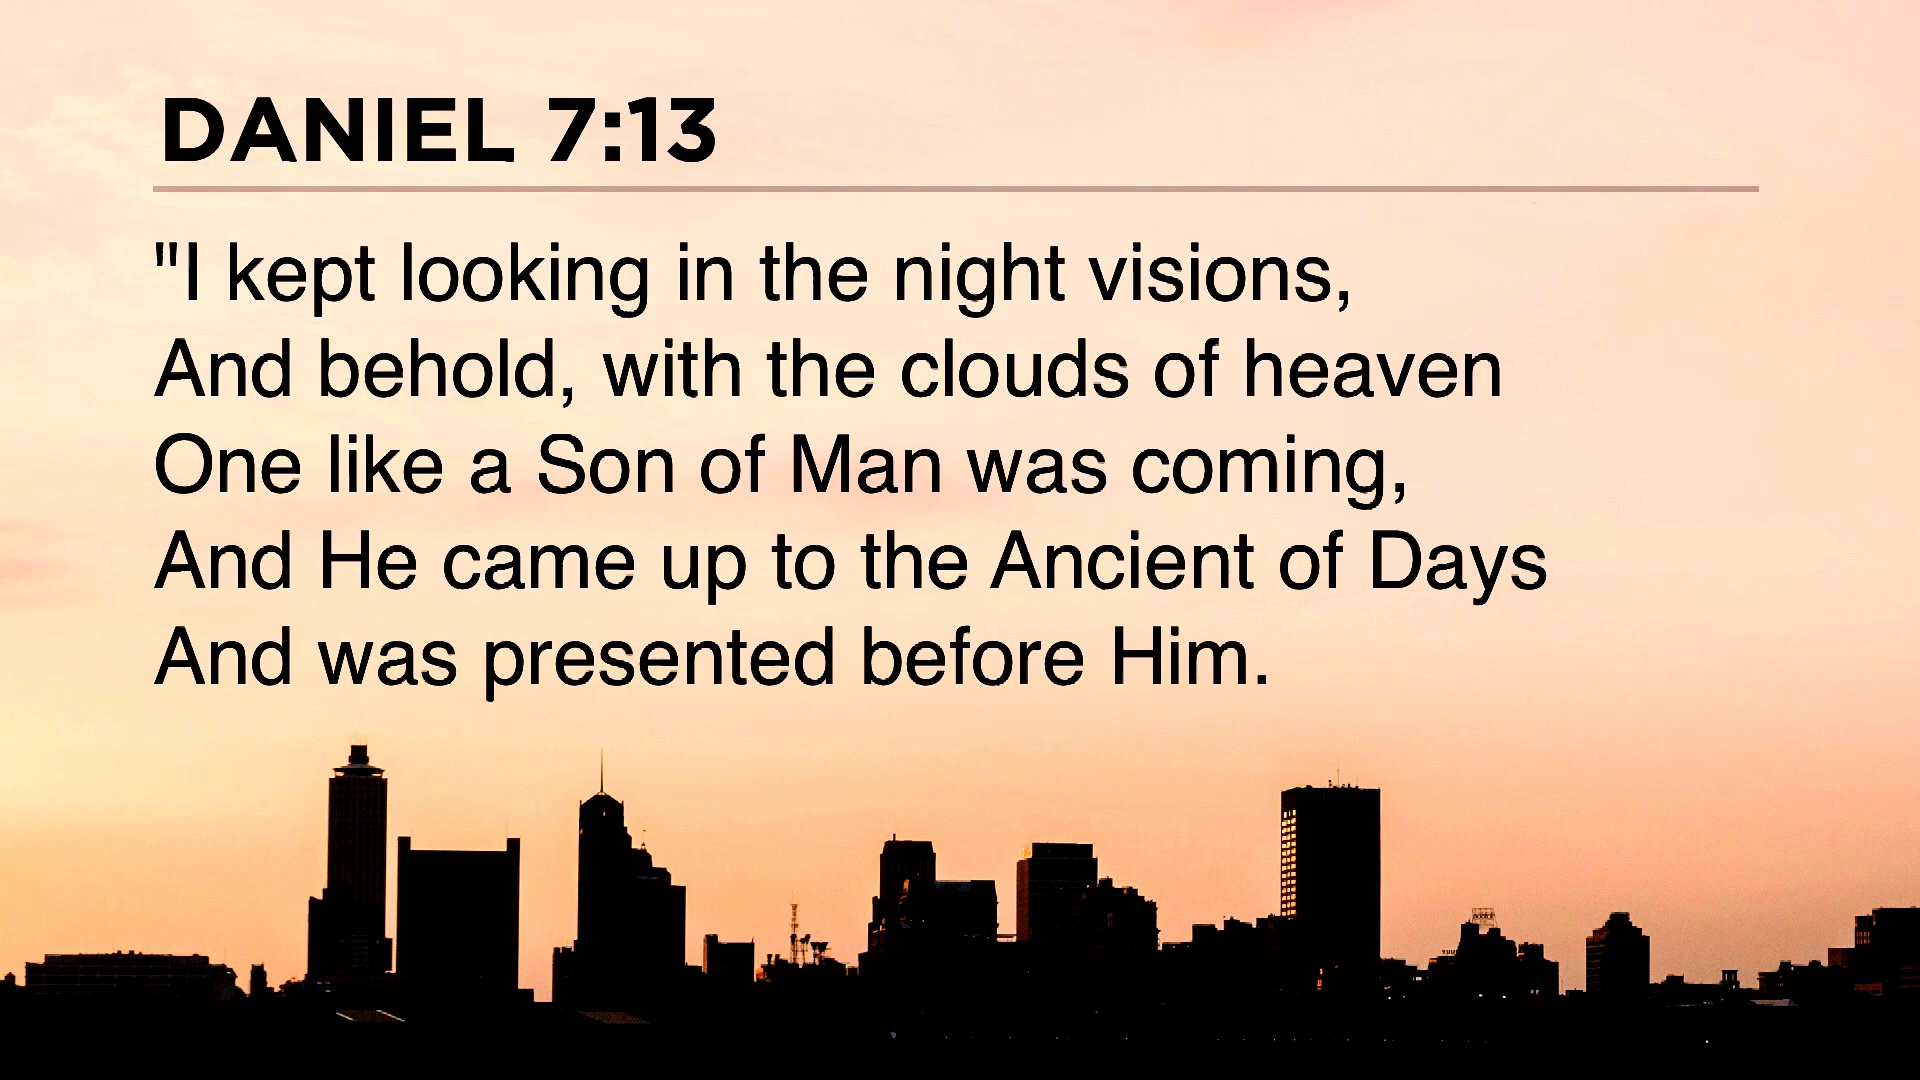 DANIEL 7:13
"I kept looking in the night visions,
And behold, with the clouds of heaven
One like a Son of Man was coming,
And He came up to the Ancient of Days
And was presented before Him.